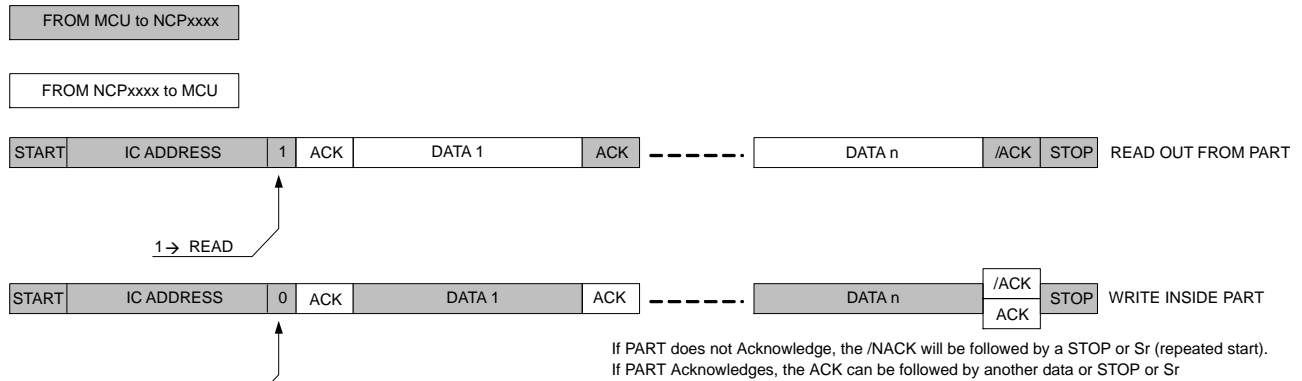 FROM MCU to NCPxxxx
FROM NCPxxxx to MCU
START IC ADDRESS 1 ACK DATA 1 ACK DATA n /ACK STOP READ OUT FROM PART
1→ READ
START IC ADDRESS 0 ACK DATA 1 ACK DATA n /ACK ACK STOP WRITE INSIDE PART
If PART does not Acknowledge, the /NACK will be followed by a STOP or Sr (repeated start).
If PART Acknowledges, the ACK can be followed by another data or STOP or Sr